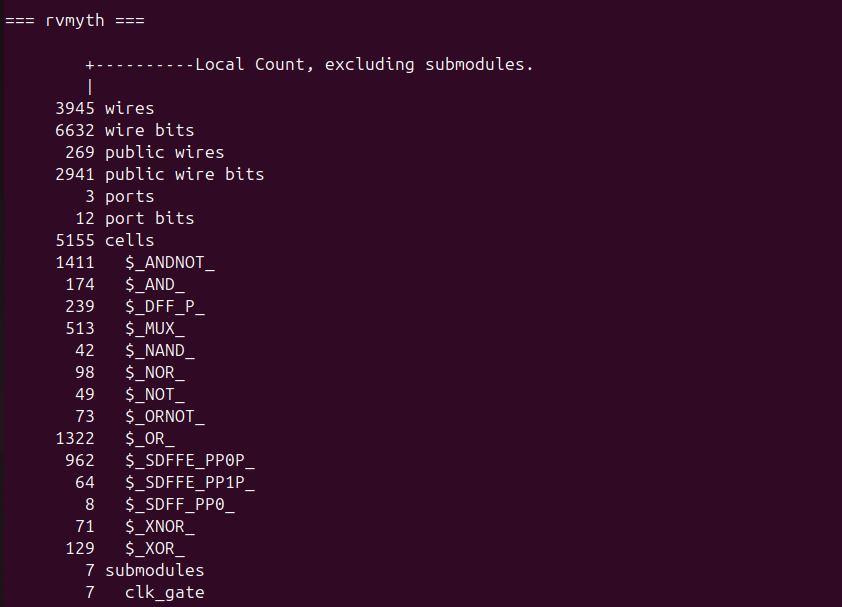 === rvmyth ===
+----------Local Count, excluding submodules.
|
3945 wires
6632 wire bits
269 public wires
2941 public wire bits
3 ports
12 port bits
5155 cells
1411 $_ANDNOT_
174 $_AND_
239 $_DFF_P_
513 $_MUX_
42 $_NAND_
98 $_NOR_
49 $_NOT_
73 $_ORNOT_
1322 $_OR_
962 $_SDFFE_PP0P_
64 $_SDFFE_PP1P_
8 $_SDFF_PP0_
71 $_XNOR_
129 $_XOR_
7 submodules
7 clk_gate